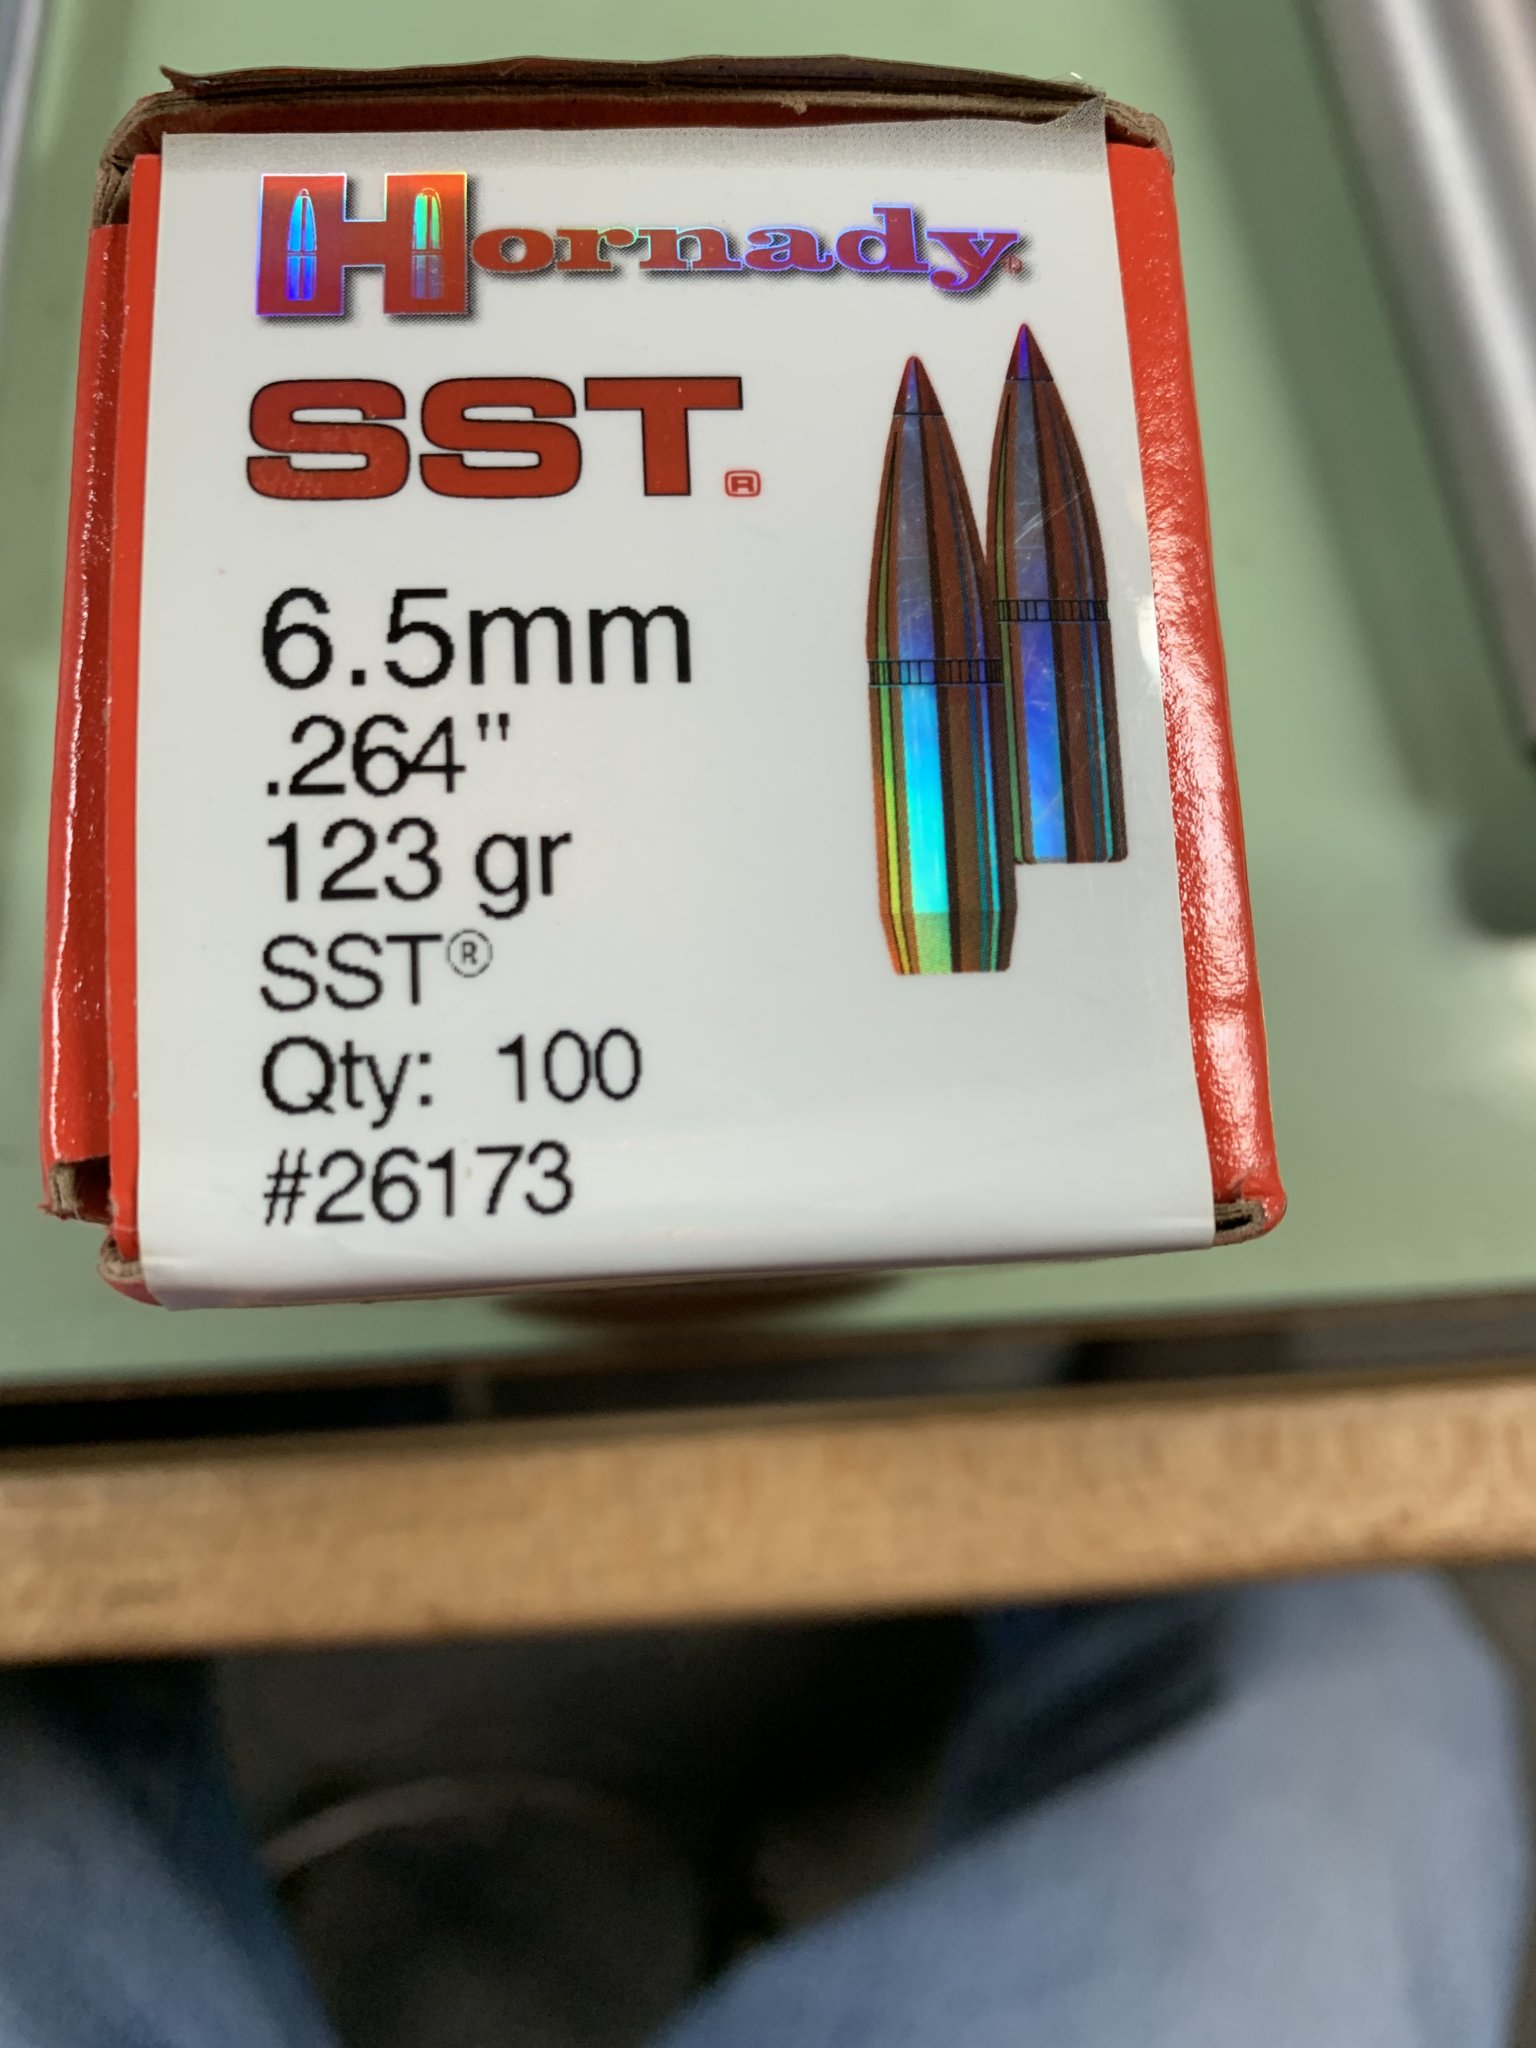 Hornady®
SST®
6.5mm
.264"
123 gr
SST®
Qty: 100
#26173